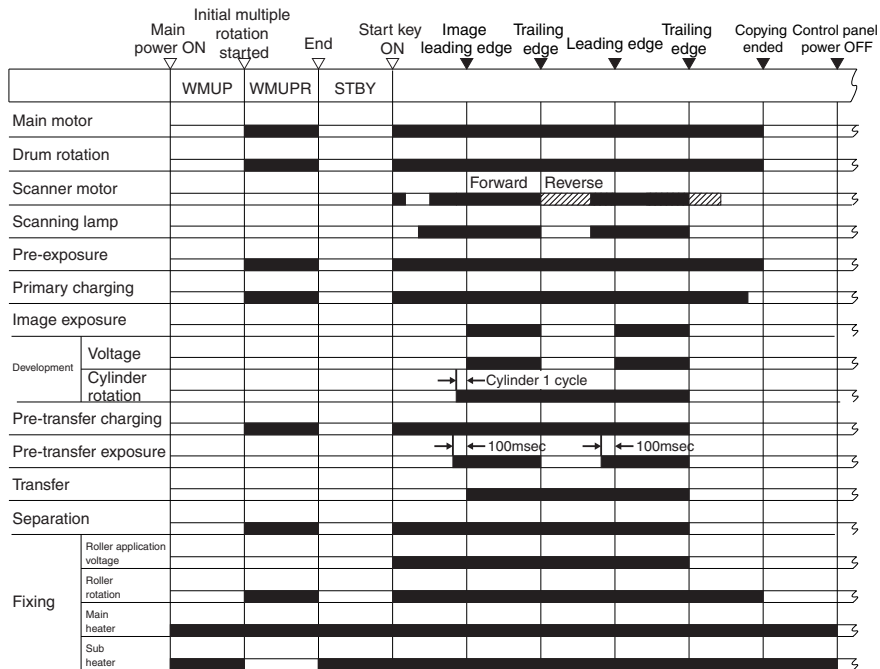 Main power ON
Initial multiple rotation started
End
Start key ON
Image leading edge
Trailing edge
Leading edge
Trailing edge
Copying ended
Control panel power OFF
WMUP
WMUPR
STBY
Main motor
Drum rotation
Scanner motor
Forward
Reverse
Scanning lamp
Pre-exposure
Primary charging
Image exposure
Development
Voltage
Cylinder rotation
Cylinder 1 cycle
Pre-transfer charging
Pre-transfer exposure
100msec
100msec
Transfer
Separation
Fixing
Roller application voltage
Roller rotation
Main heater
Sub heater